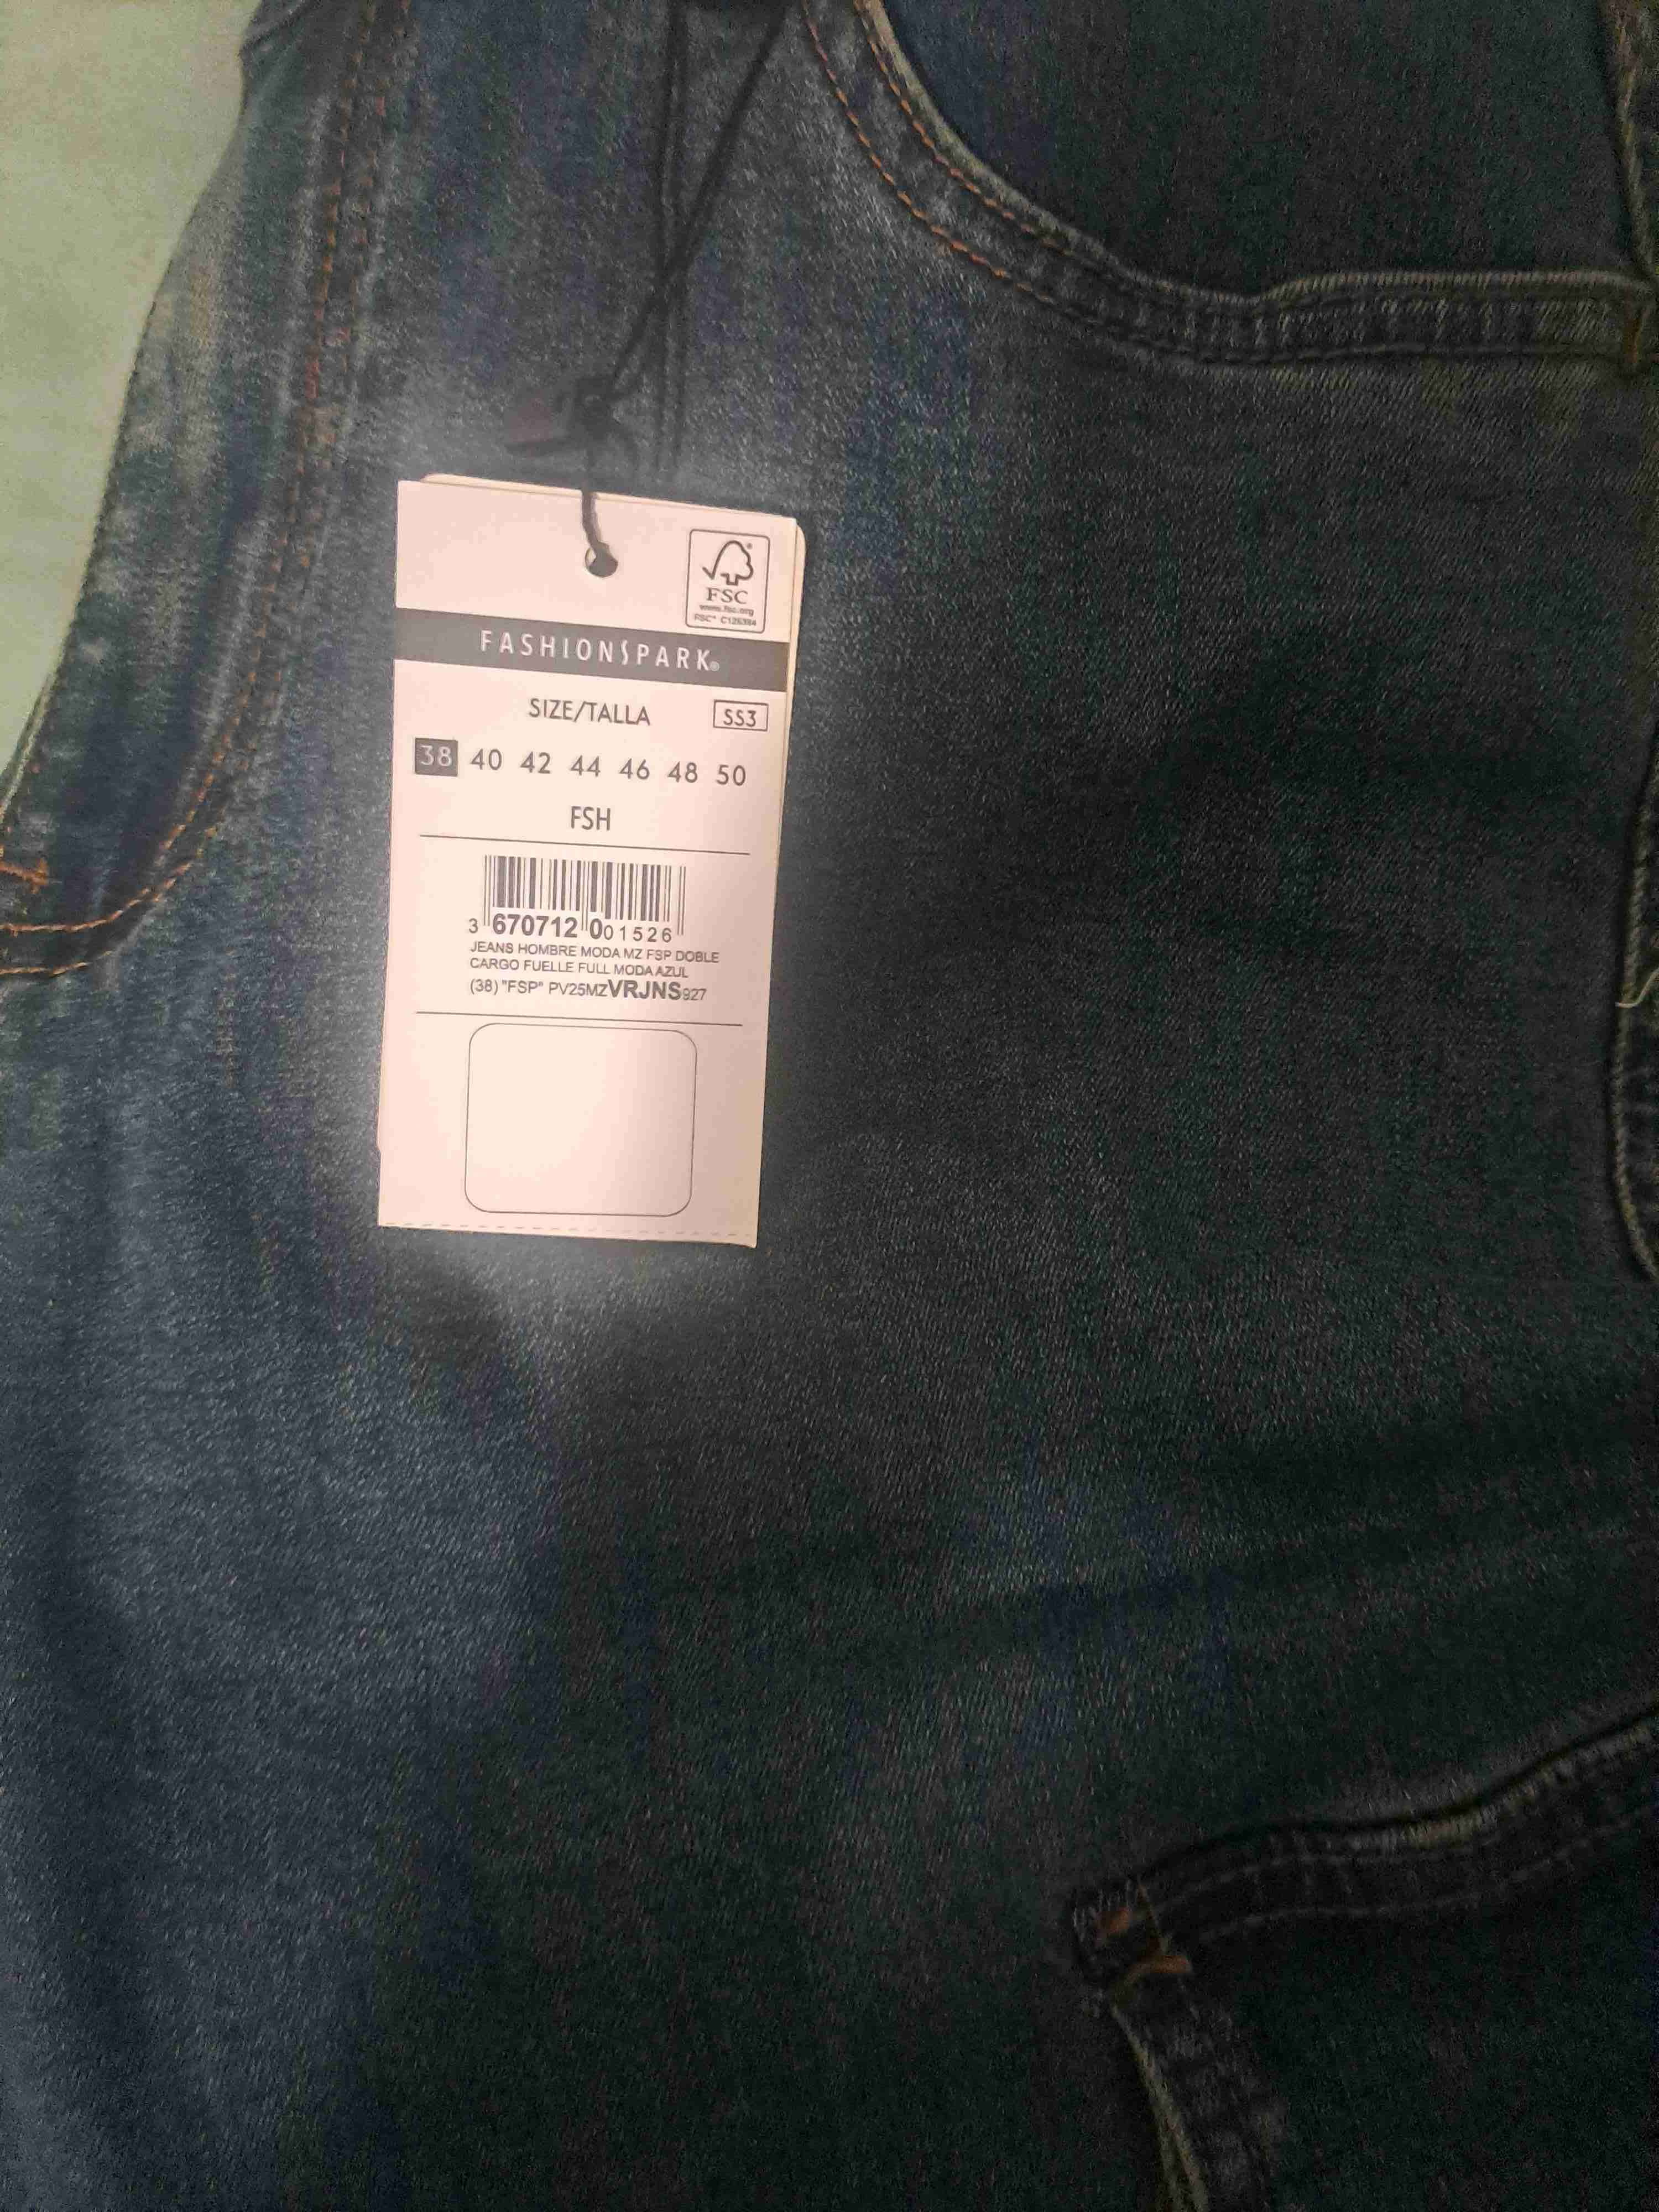 FSC
www.fsc.org
FSC® C125384
FASHIONSPARK®
SIZE/TALLA SS3
38 40 42 44 46 48 50
FSH
3 670712 001526
JEANS HOMBRE MODA MZ FSP DOBLE
CARGO FUELLE FULL MODA AZUL
(38) "FSP" PV25MZVRJNS927